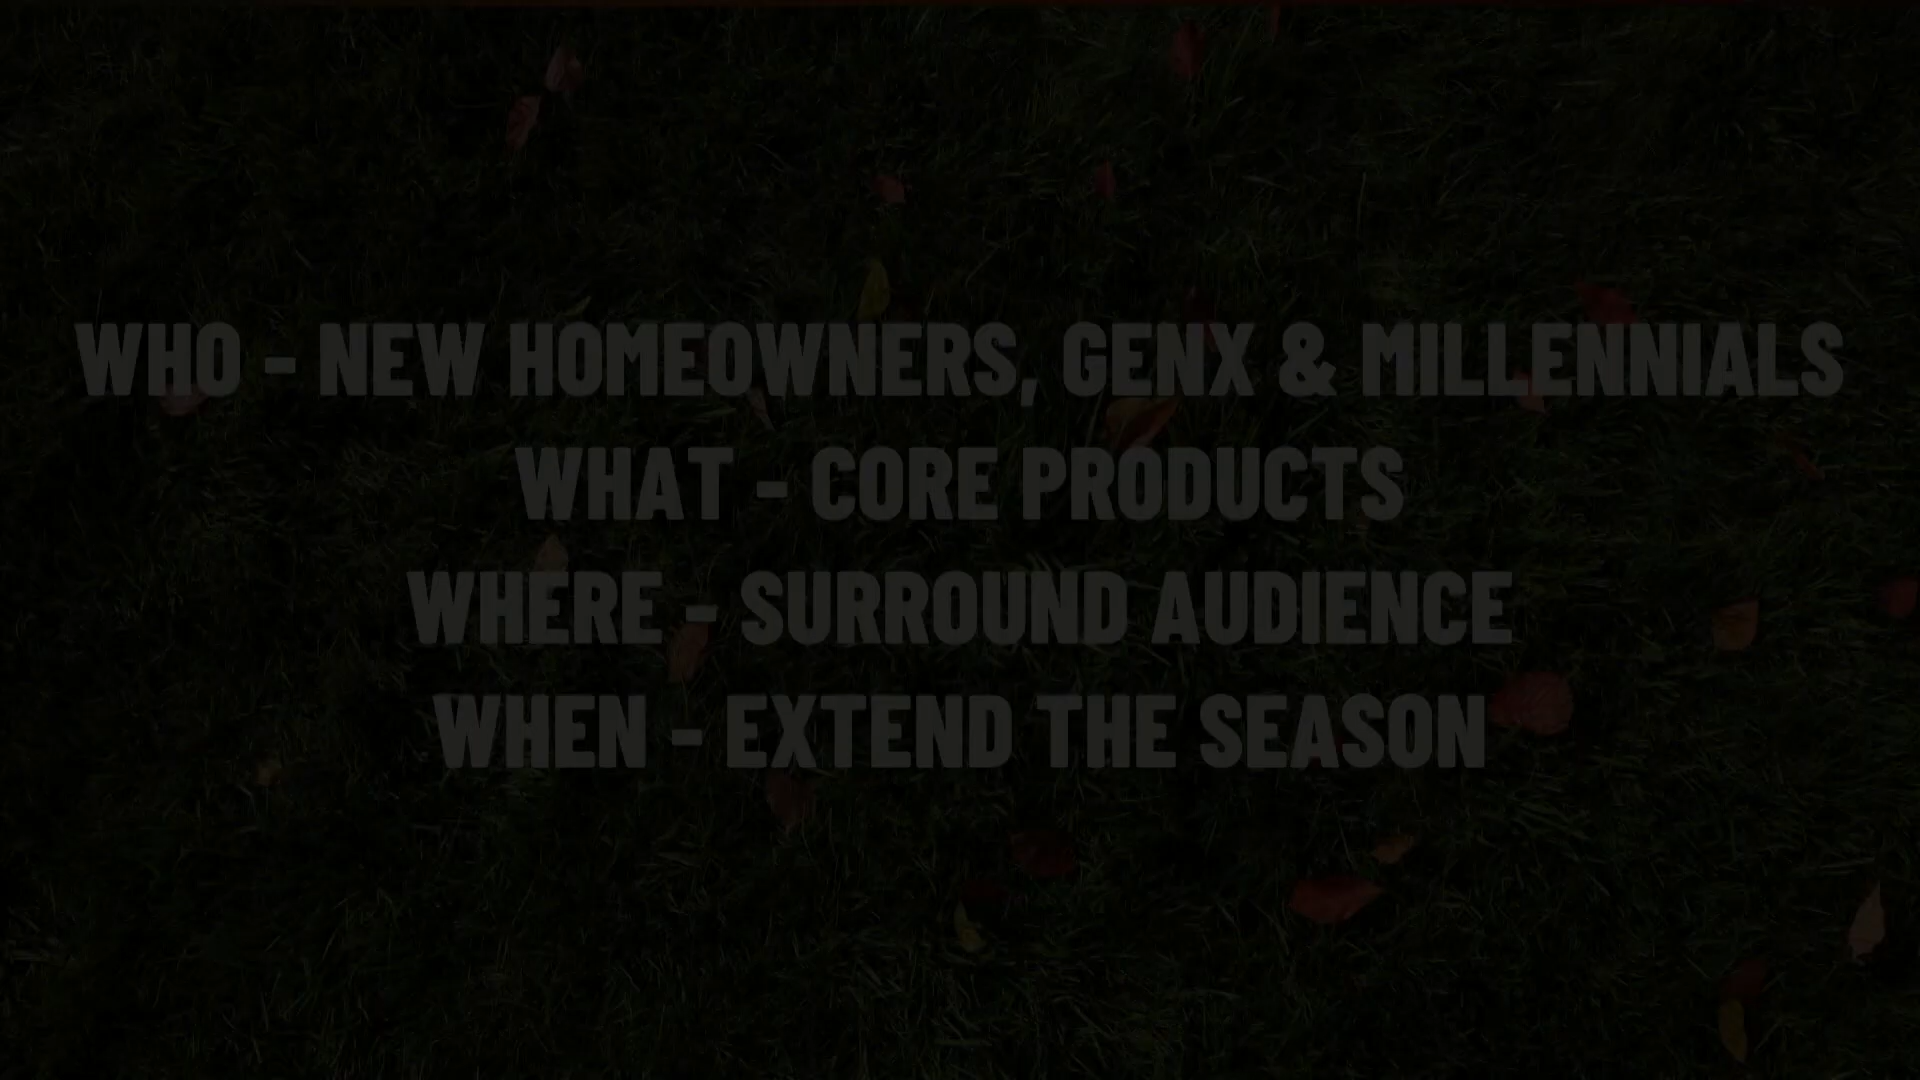 WHO - NEW HOMEOWNERS, GENX & MILLENNIALS
WHAT - CORE PRODUCTS
WHERE - SURROUND AUDIENCE
WHEN - EXTEND THE SEASON